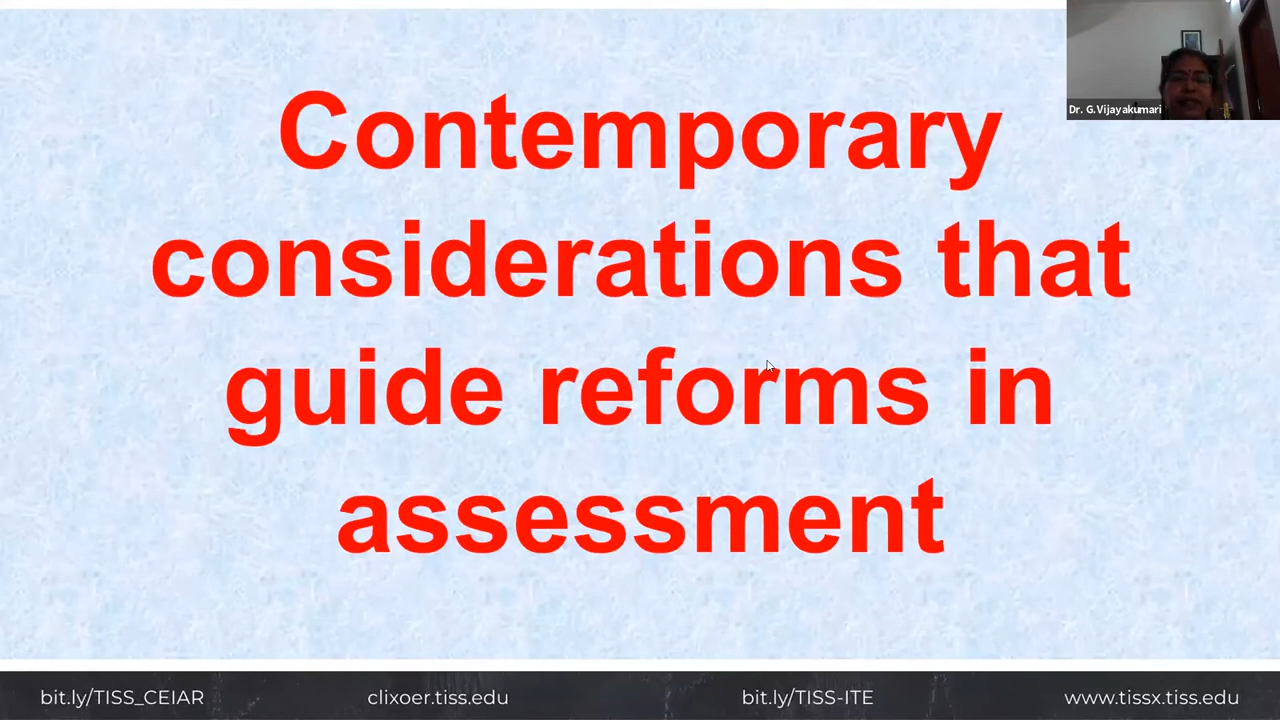 Contemporary
considerations that
guide reforms in
assessment
Dr. G.Vijayakumari
bit.ly/TISS_CEIAR
clixoer.tiss.edu
bit.ly/TISS-ITE
www.tissx.tiss.edu